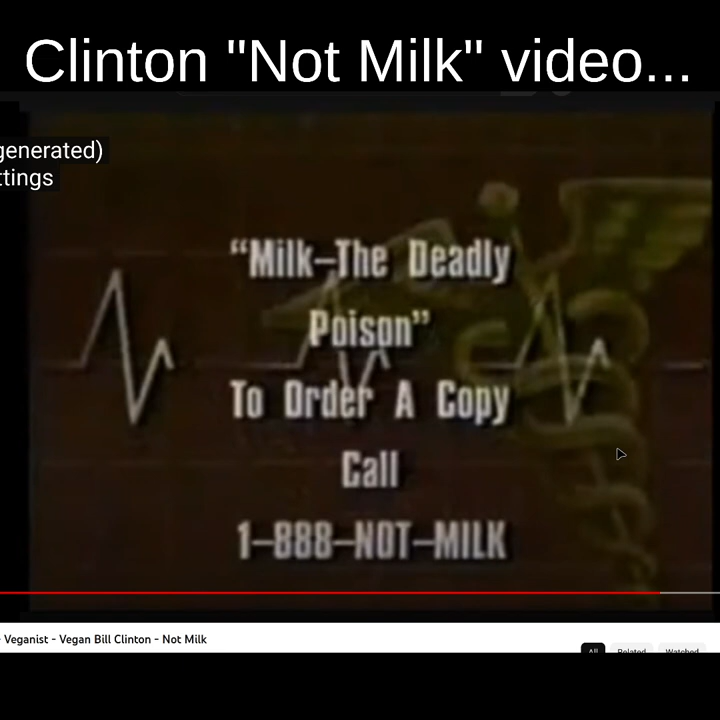 Clinton "Not Milk" video...
generated)
ttings
“Milk–The Deadly
Poison”
To Order A Copy
Call
1–888–NOT–MILK
Veganist - Vegan Bill Clinton - Not Milk
All Related Watched